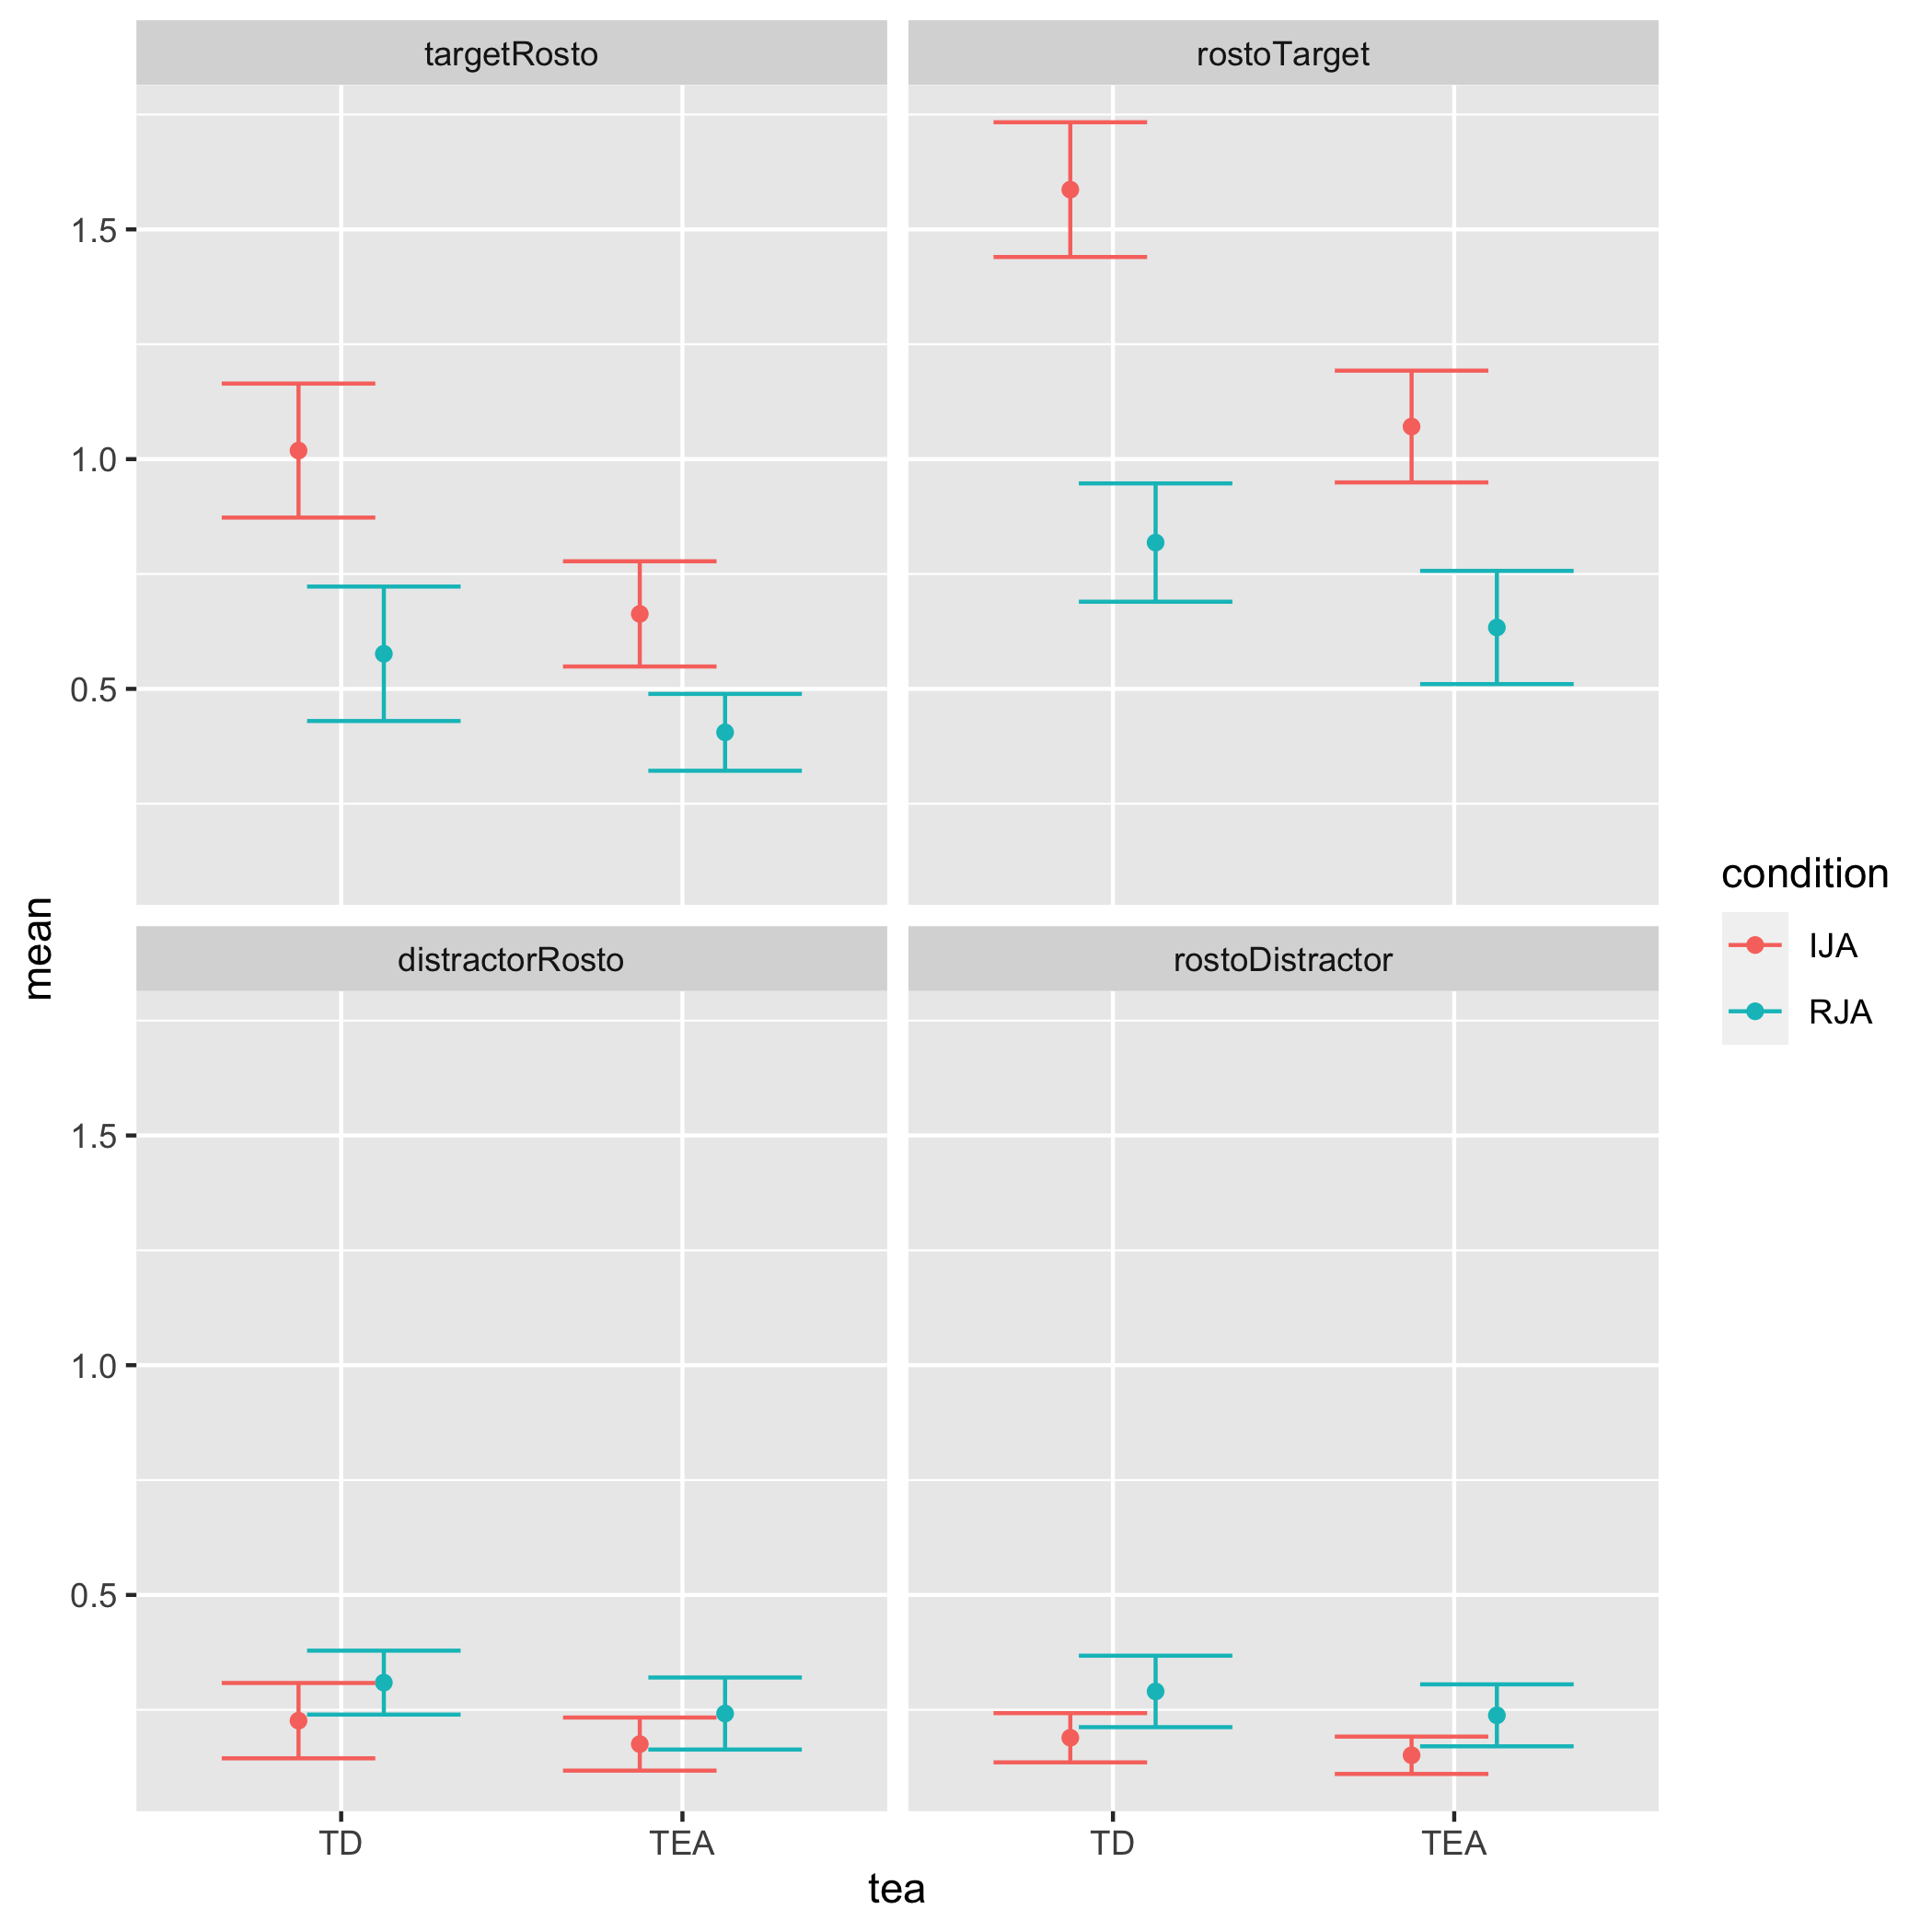 targetRosto
rostoTarget
1.5
1.0
0.5
distractorRosto
rostoDistractor
1.5
1.0
0.5
TD
TEA
TD
TEA
tea
mean
condition
IJA
RJA